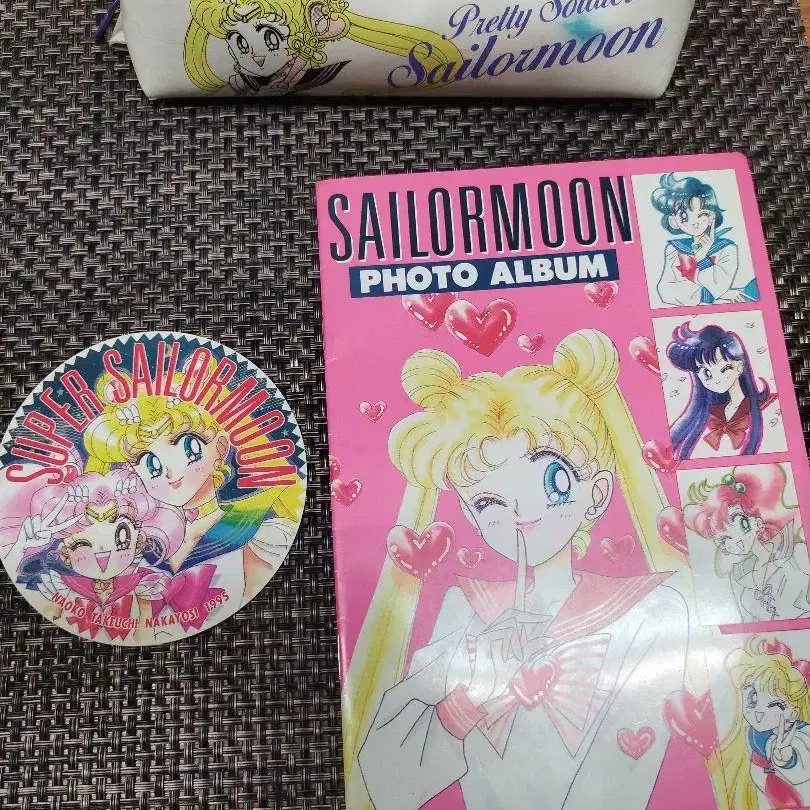 Pretty Soldier
Sailormoon
SAILORMOON
PHOTO ALBUM
SUPER SAILORMOON
NAOKO TAKEUCHI NAKAYOSI 1995